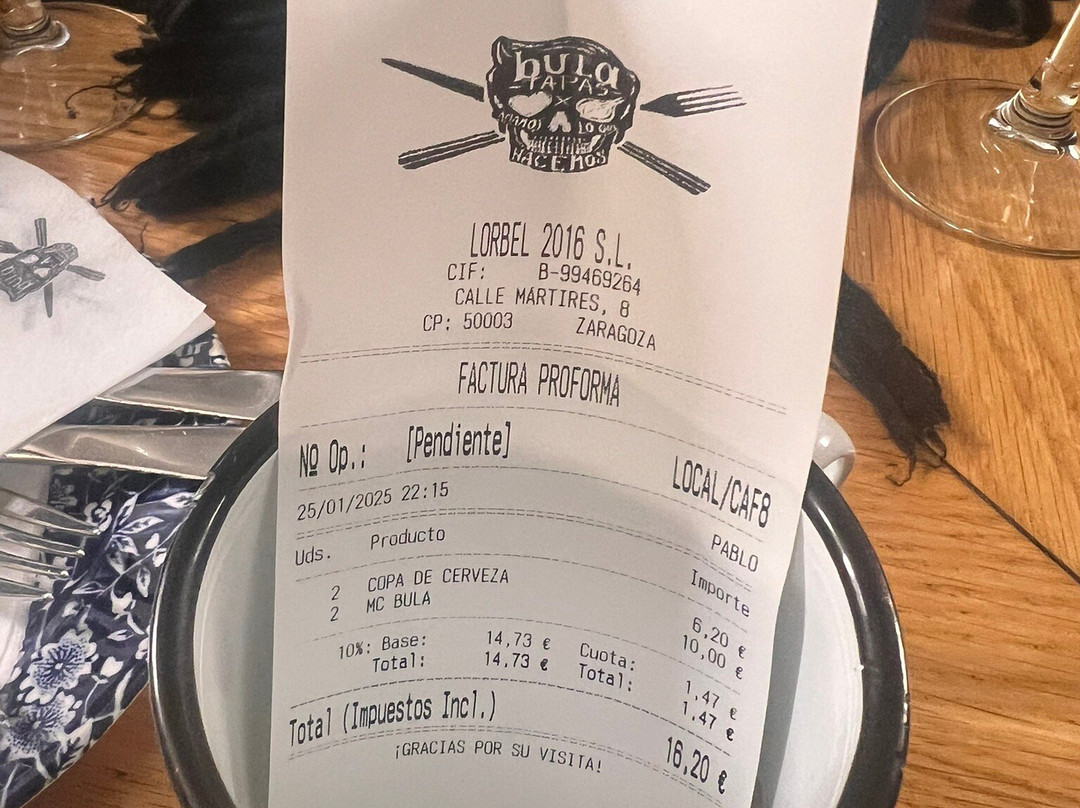 bula
TAPAS
AMAMOS LO QUE
HACEMOS
LORBEL 2016 S.L.
CIF: B-99469264
CALLE MARTIRES, 8
CP: 50003 ZARAGOZA
FACTURA PROFORMA
Nº Op.: [Pendiente] LOCAL/CAF8
25/01/2025 22:15 PABLO
Uds. Producto Importe
2 COPA DE CERVEZA 6,20 €
2 MC BULA 10,00 €
10%: Base: 14,73 € Cuota: 1,47 €
Total: 14,73 € Total: 1,47 €
Total (Impuestos Incl.) 16,20 €
¡GRACIAS POR SU VISITA!